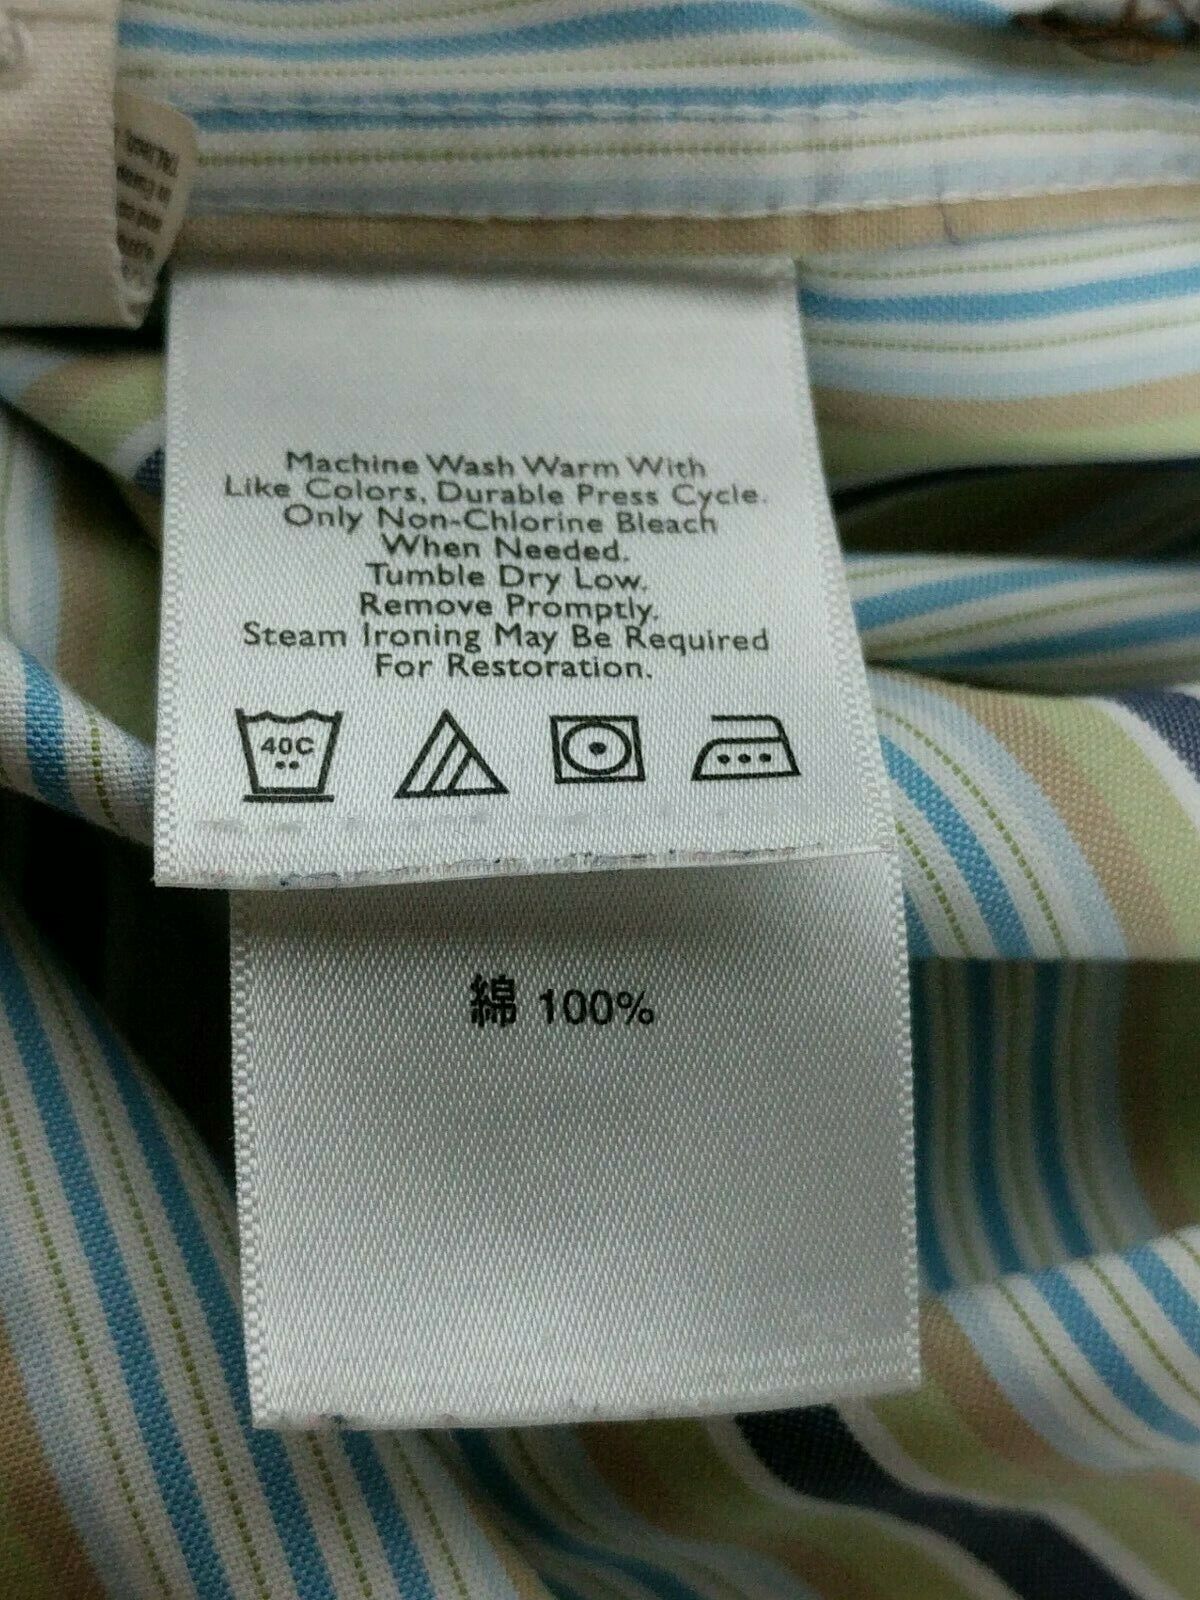 Machine Wash Warm With
Like Colors, Durable Press Cycle.
Only Non-Chlorine Bleach
When Needed.
Tumble Dry Low.
Remove Promptly.
Steam Ironing May Be Required
For Restoration.
40C
綿 100%